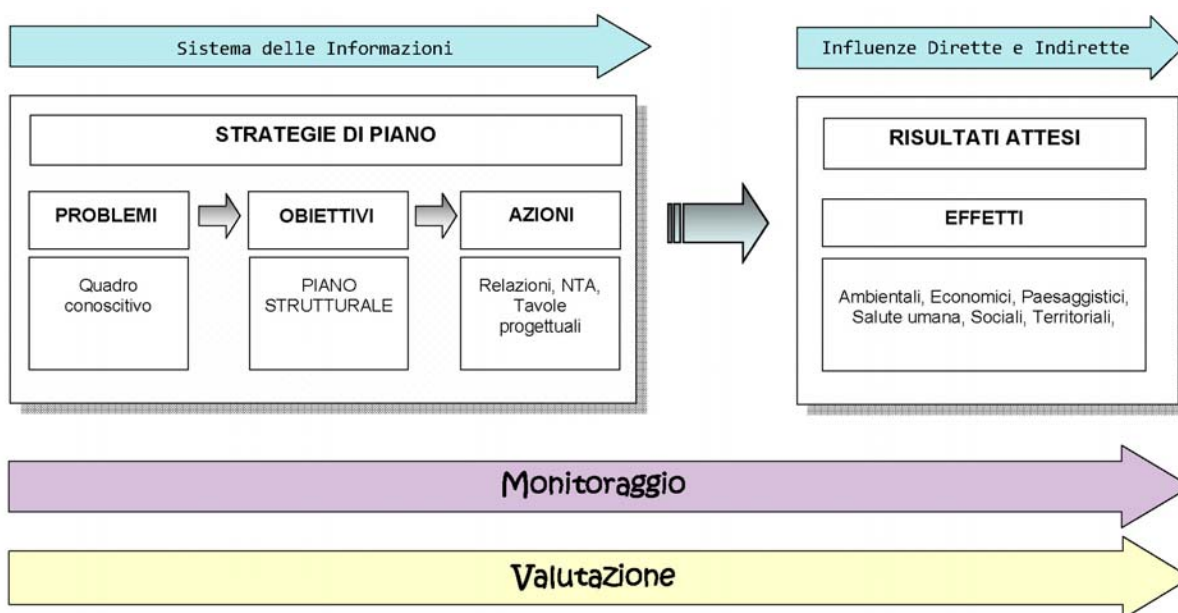 Sistema delle Informazioni
Influenze Dirette e Indirette
STRATEGIE DI PIANO
PROBLEMI
OBIETTIVI
AZIONI
Quadro
conoscitivo
PIANO
STRUTTURALE
Relazioni, NTA,
Tavole
progettuali
RISULTATI ATTESI
EFFETTI
Ambientali, Economici, Paesaggistici,
Salute umana, Sociali, Territoriali,
Monitoraggio
Valutazione